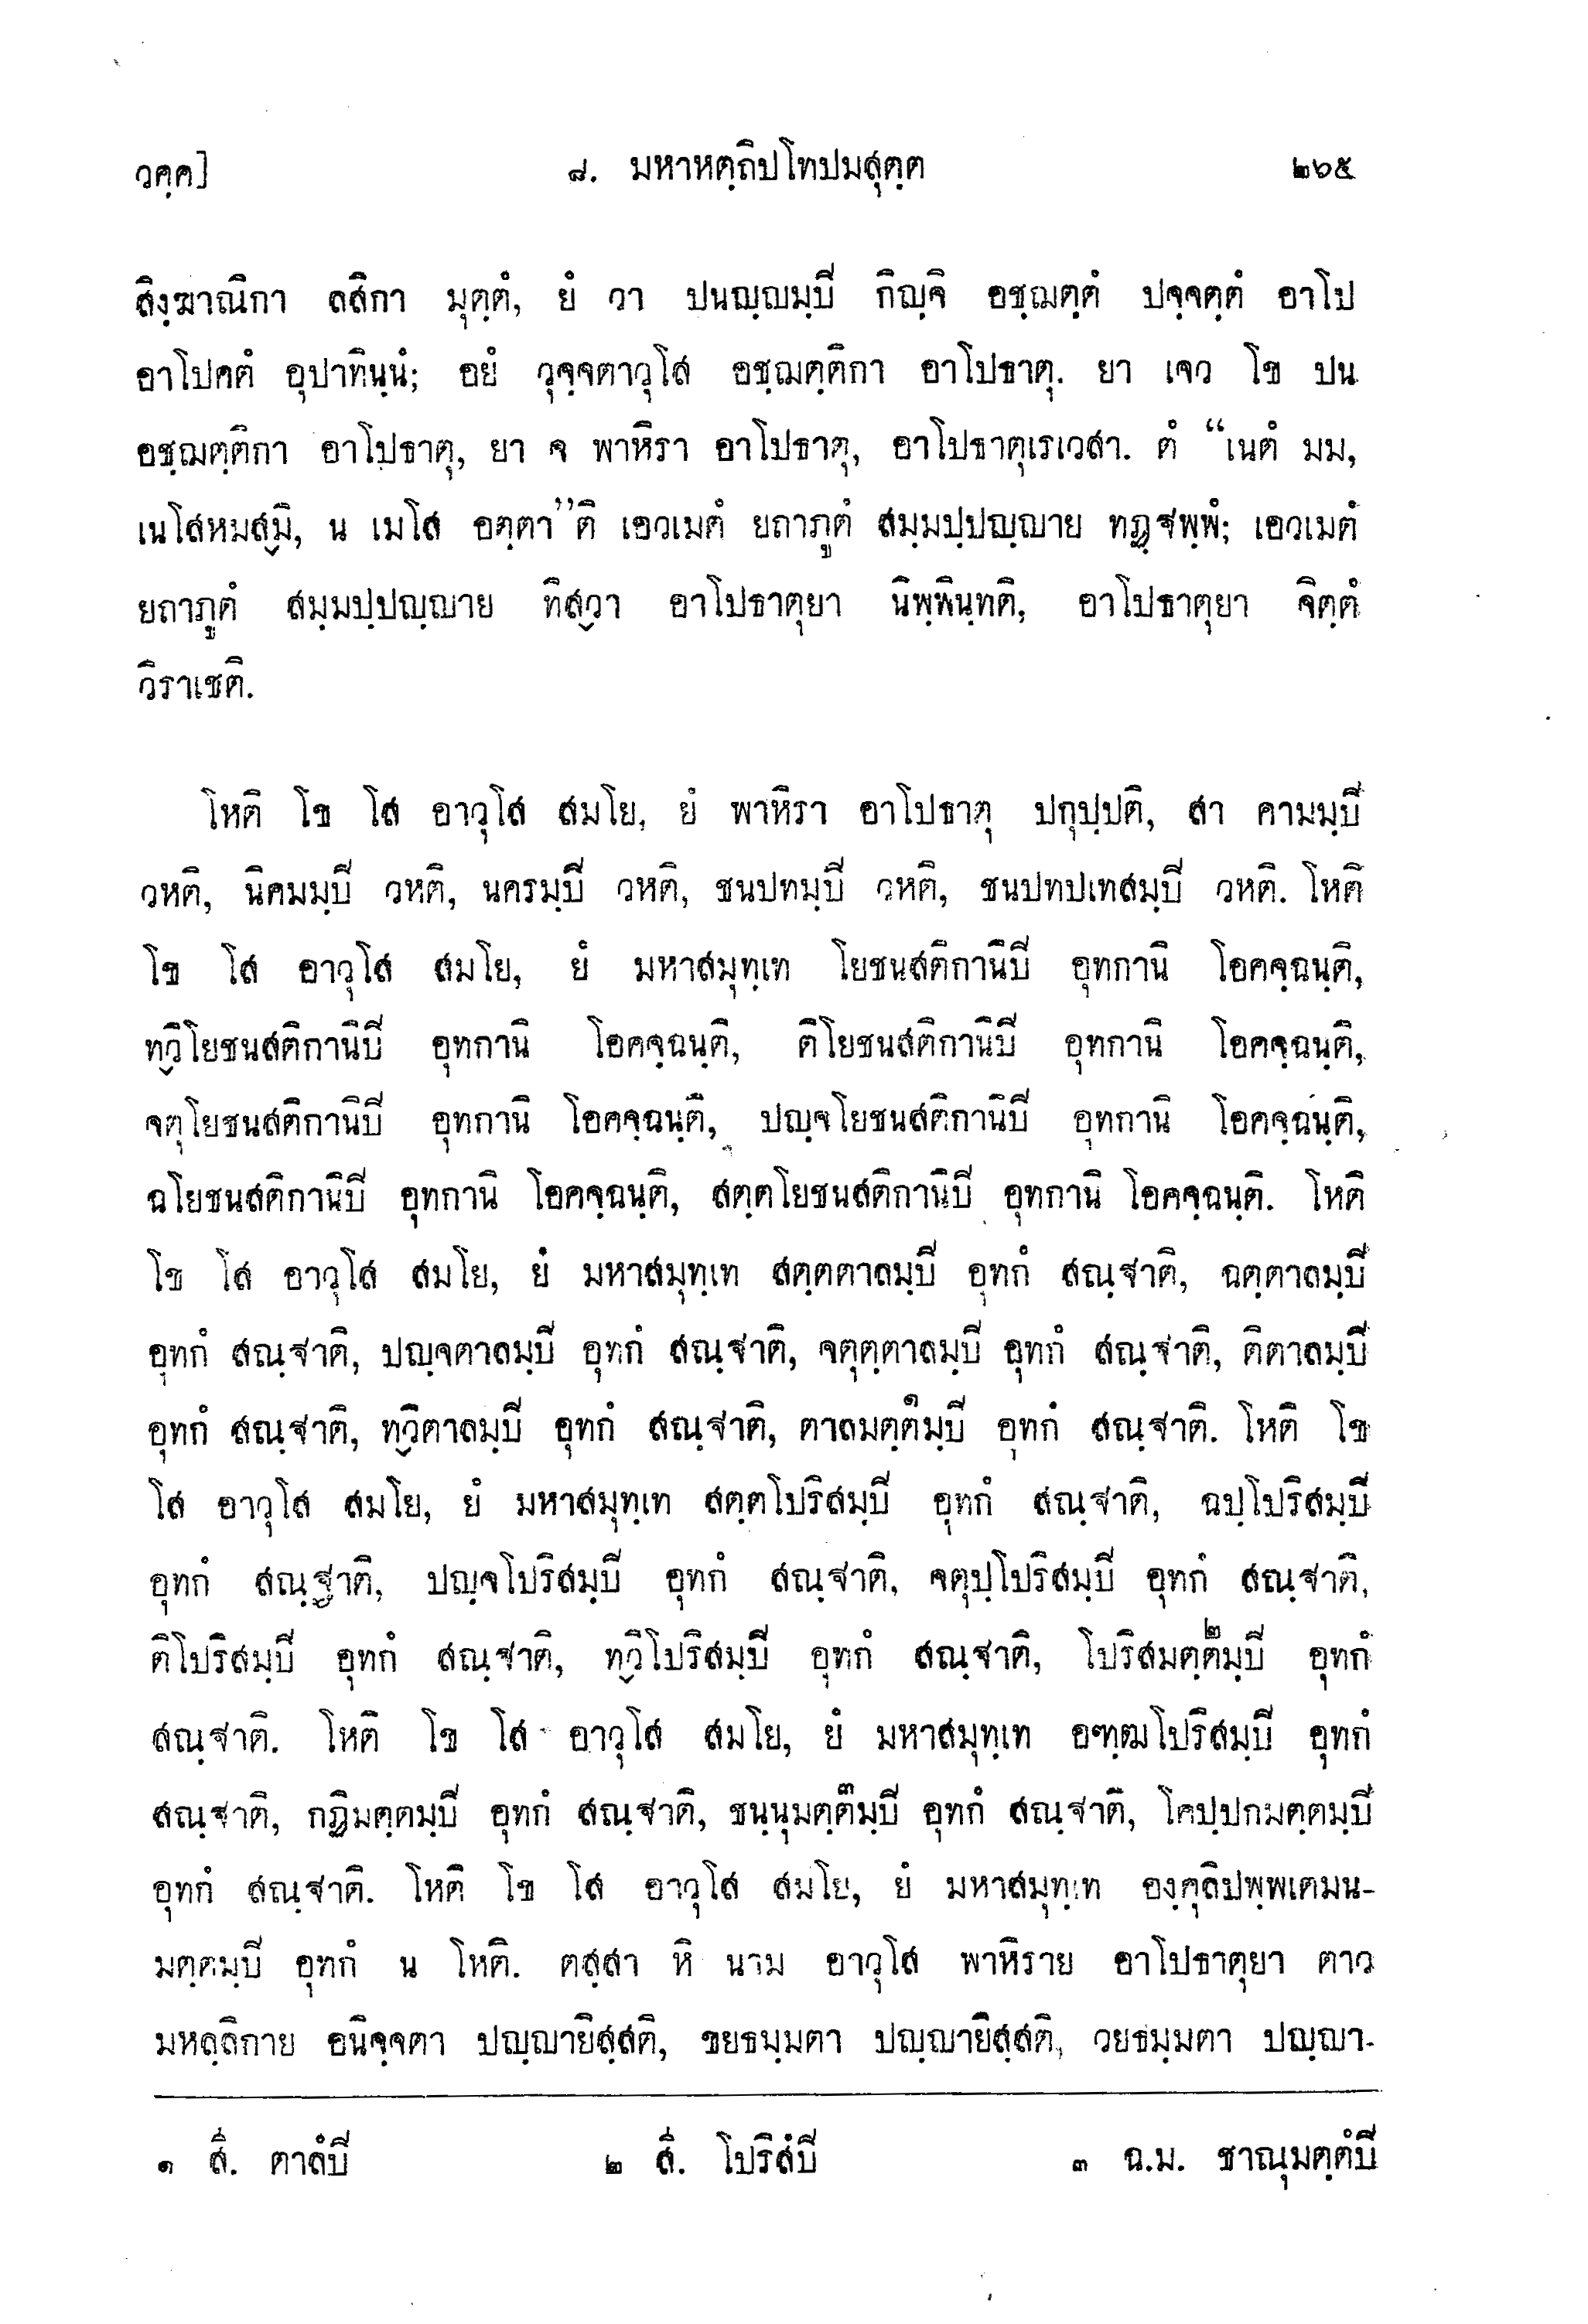 วคฺค]
๘. มหาหตฺถิปโทปมสุตฺต
๒๖๕
สิงฺฆาณิกา ลสิกา มุตฺตํ, ยํ วา ปนญฺญมฺปิ กิญฺจิ อชฺฌตฺตํ ปจฺจตฺตํ อาโป
อาโปคตํ อุปาทินฺนํ; อยํ วุจฺจตาวุโส อชฺฌตฺติกา อาโปธาตุ. ยา เจว โข ปน
อชฺฌตฺติกา อาโปธาตุ, ยา จ พาหิรา อาโปธาตุ, อาโปธาตุเรเวสา. ตํ “เนตํ มม,
เนโสหมสฺมิ, น เมโส อตฺตา”ติ เอวเมตํ ยถาภูตํ สมฺมปฺปญฺญาย ทฏฺฐพฺพํ; เอวเมตํ
ยถาภูตํ สมฺมปฺปญฺญาย ทิสฺวา อาโปธาตุยา นิพฺพินฺทติ, อาโปธาตุยา จิตฺตํ
วิราเชติ.
โหติ โข โส อาวุโส สมโย, ยํ พาหิรา อาโปธาตุ ปกุปฺปติ, สา คามมฺปิ
วหติ, นิคมมฺปิ วหติ, นครมฺปิ วหติ, ชนปทมฺปิ วหติ, ชนปทปเทสมฺปิ วหติ. โหติ
โข โส อาวุโส สมโย, ยํ มหาสมุทฺเท โยชนสติกานิปิ อุทกานิ โอคจฺฉนฺติ,
ทฺวิโยชนสติกานิปิ อุทกานิ โอคจฺฉนฺติ, ติโยชนสติกานิปิ อุทกานิ โอคจฺฉนฺติ,
จตุโยชนสติกานิปิ อุทกานิ โอคจฺฉนฺติ, ปญฺจโยชนสติกานิปิ อุทกานิ โอคจฺฉนฺติ,
ฉโยชนสติกานิปิ อุทกานิ โอคจฺฉนฺติ, สตฺตโยชนสติกานิปิ อุทกานิ โอคจฺฉนฺติ. โหติ
โข โส อาวุโส สมโย, ยํ มหาสมุทฺเท สตฺตตาลมฺปิ อุทกํ สณฺฐาติ, ฉตฺตาลมฺปิ
อุทกํ สณฺฐาติ, ปญฺจตาลมฺปิ อุทกํ สณฺฐาติ, จตุตฺตาลมฺปิ อุทกํ สณฺฐาติ, ติตาลมฺปิ
อุทกํ สณฺฐาติ, ทฺวิตาลมฺปิ อุทกํ สณฺฐาติ, ตาลมตฺต๑มฺปิ อุทกํ สณฺฐาติ. โหติ โข
โส อาวุโส สมโย, ยํ มหาสมุทฺเท สตฺตโปริสมฺปิ อุทกํ สณฺฐาติ, ฉปฺโปริสมฺปิ
อุทกํ สณฺฐาติ, ปญฺจโปริสมฺปิ อุทกํ สณฺฐาติ, จตุปฺโปริสมฺปิ อุทกํ สณฺฐาติ,
ติโปริสมฺปิ อุทกํ สณฺฐาติ, ทฺวิโปริสมฺปิ อุทกํ สณฺฐาติ, โปริสมตฺต๒มฺปิ อุทกํ
สณฺฐาติ. โหติ โข โส อาวุโส สมโย, ยํ มหาสมุทฺเท อฑฺฒโปริสมฺปิ อุทกํ
สณฺฐาติ, กฏิมตฺตมฺปิ อุทกํ สณฺฐาติ, ชนฺนุมตฺต๓มฺปิ อุทกํ สณฺฐาติ, โคปฺปกมตฺตมฺปิ
อุทกํ สณฺฐาติ. โหติ โข โส อาวุโส สมโย, ยํ มหาสมุทฺเท องฺคุลิปพฺพเตมน-
มตฺตมฺปิ อุทกํ น โหติ. ตสฺสา หิ นาม อาวุโส พาหิราย อาโปธาตุยา ตาว
มหลฺลิกาย อนิจฺจตา ปญฺญายิสฺสติ, ขยธมฺมตา ปญฺญายิสฺสติ, วยธมฺมตา ปญฺญา-
๑ สิ. ตาลํปิ
๒ สิ. โปริสํปิ
๓ ฉ.ม. ชาณุมตฺตํปิ